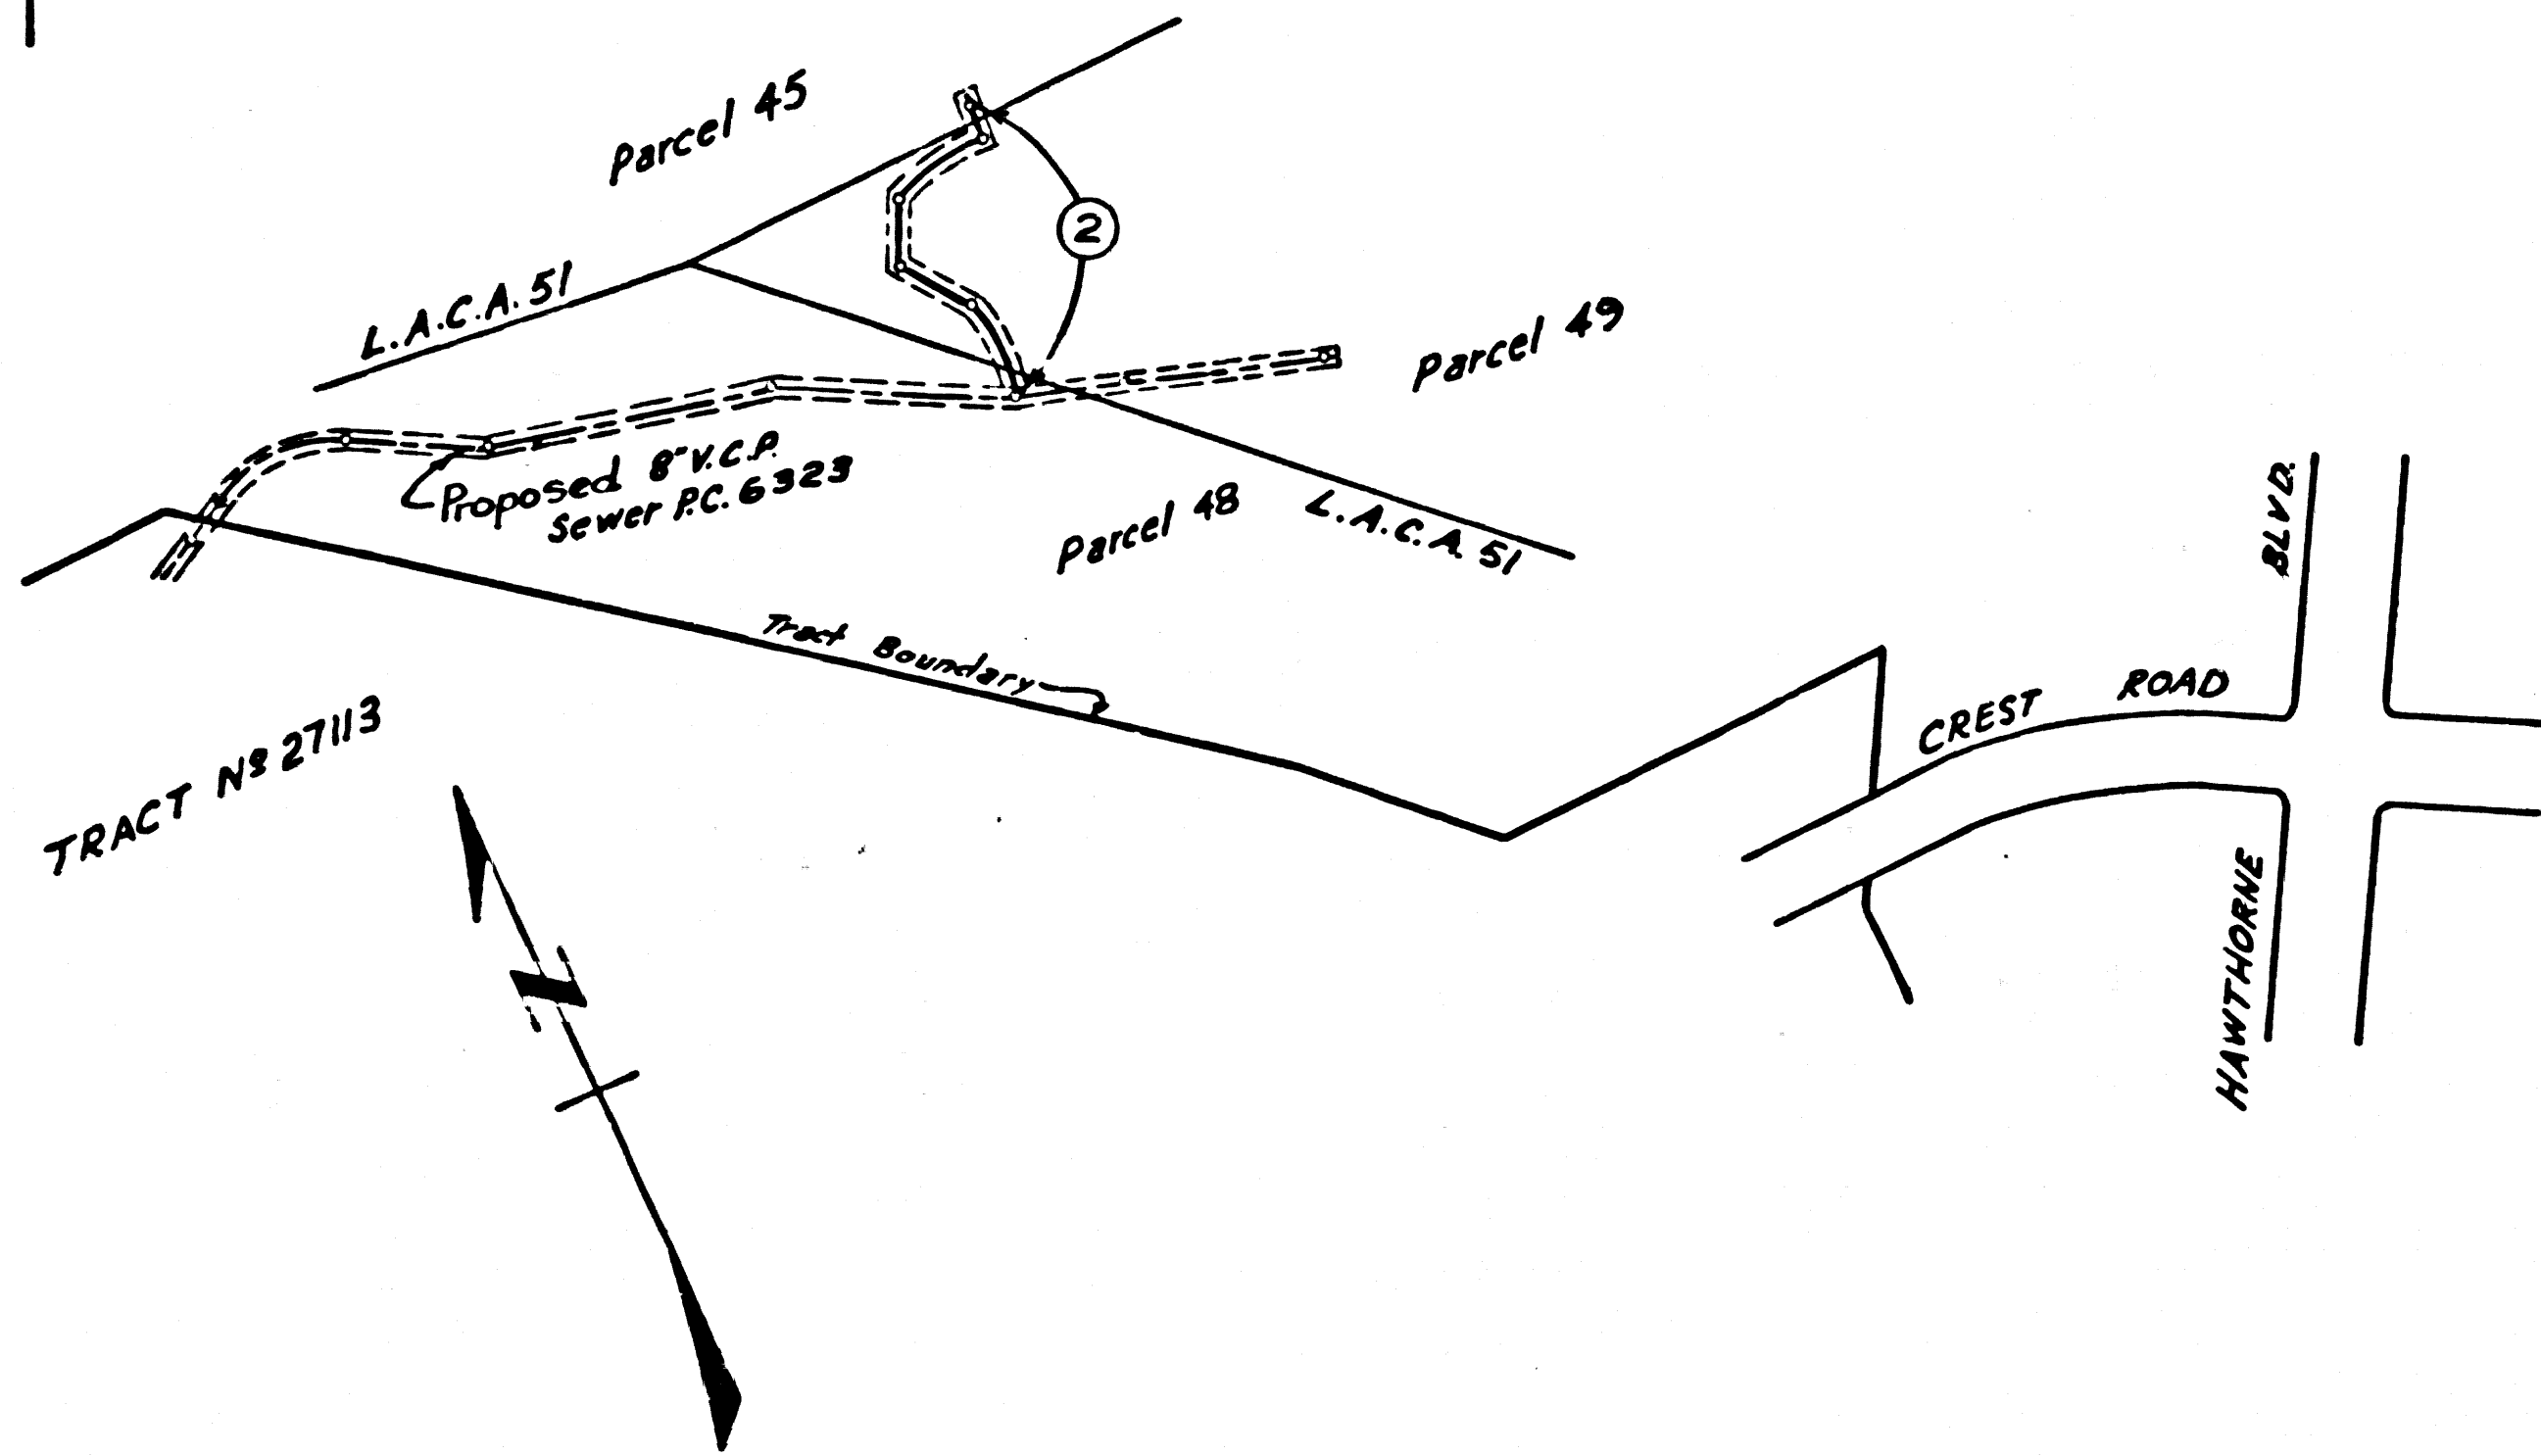 Parcel 45
2
L.A.C.A. 51
Parcel 49
Proposed 8" V.C.P.
Sewer P.C. 6323
Parcel 48
L.A.C.A. 51
BLVD.
Tract Boundary
CREST ROAD
TRACT Nº 27113
HAWTHORNE
N